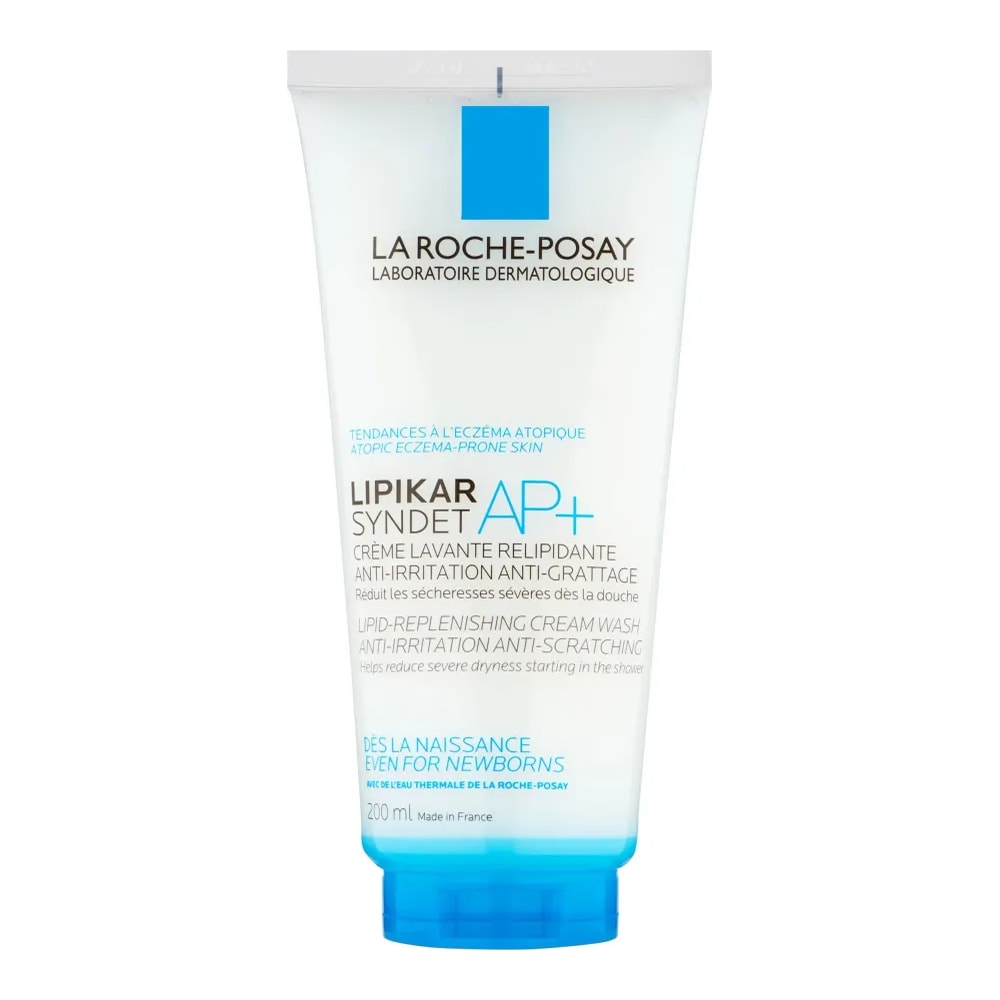 LA ROCHE-POSAY
LABORATOIRE DERMATOLOGIQUE
TENDANCES À L'ECZÉMA ATOPIQUE
ATOPIC ECZEMA-PRONE SKIN
LIPIKAR
SYNDET AP+
CRÈME LAVANTE RELIPIDANTE
ANTI-IRRITATION ANTI-GRATTAGE
Réduit les sécheresses sévères dès la douche
LIPID-REPLENISHING CREAM WASH
ANTI-IRRITATION ANTI-SCRATCHING
Helps reduce severe dryness starting in the shower
DÈS LA NAISSANCE
EVEN FOR NEWBORNS
AVEC DE L'EAU THERMALE DE LA ROCHE-POSAY
200 ml Made in France